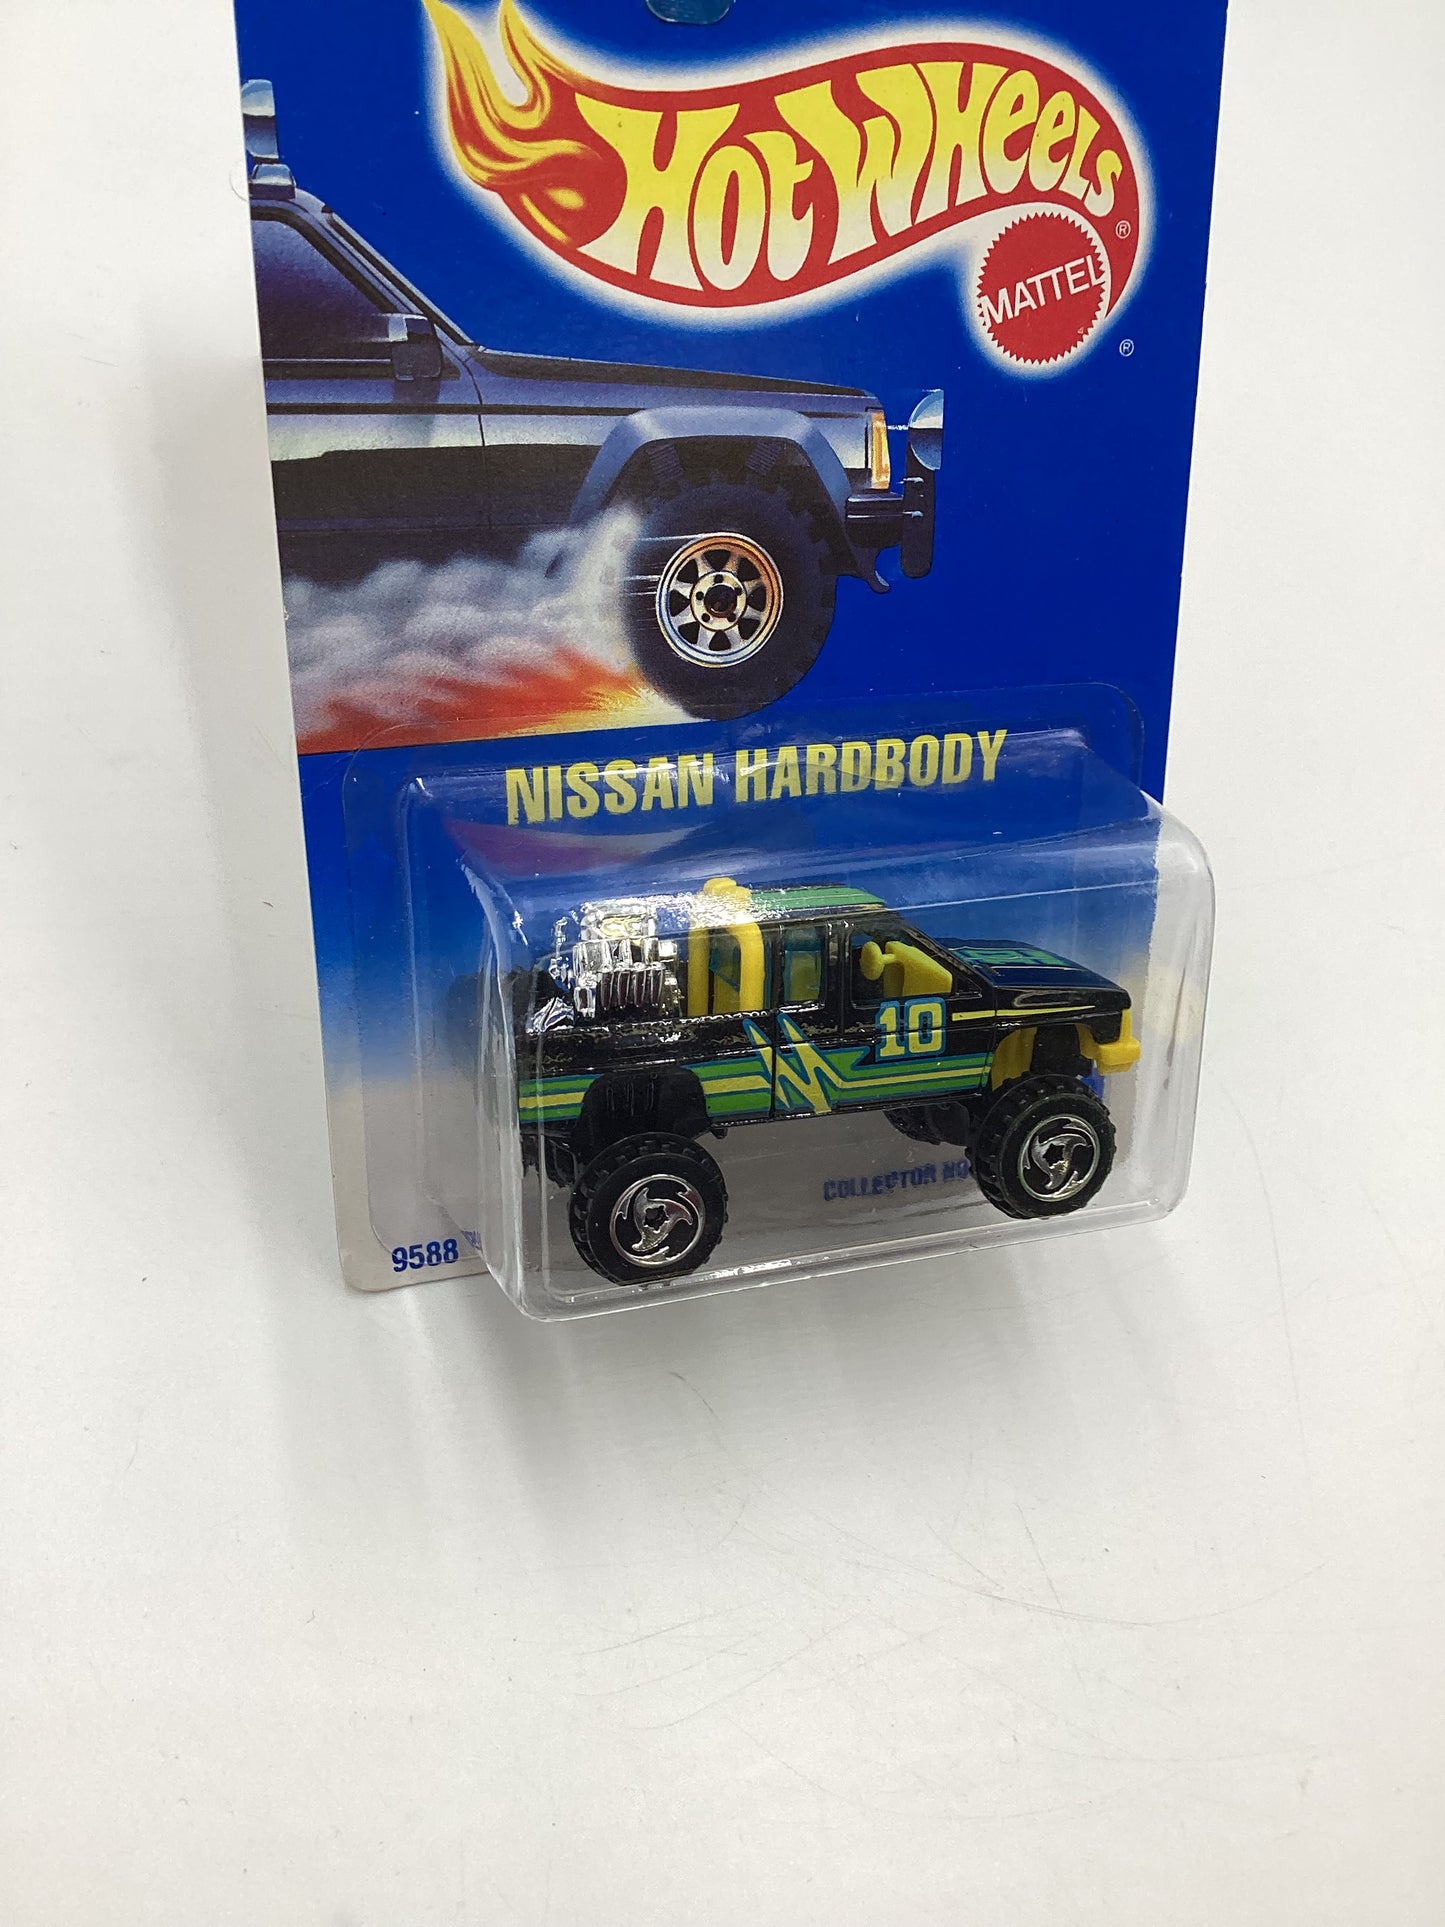 HOT WHEELS ®
MATTEL
®
NISSAN HARDBODY
10
COLLECTOR NO
9588